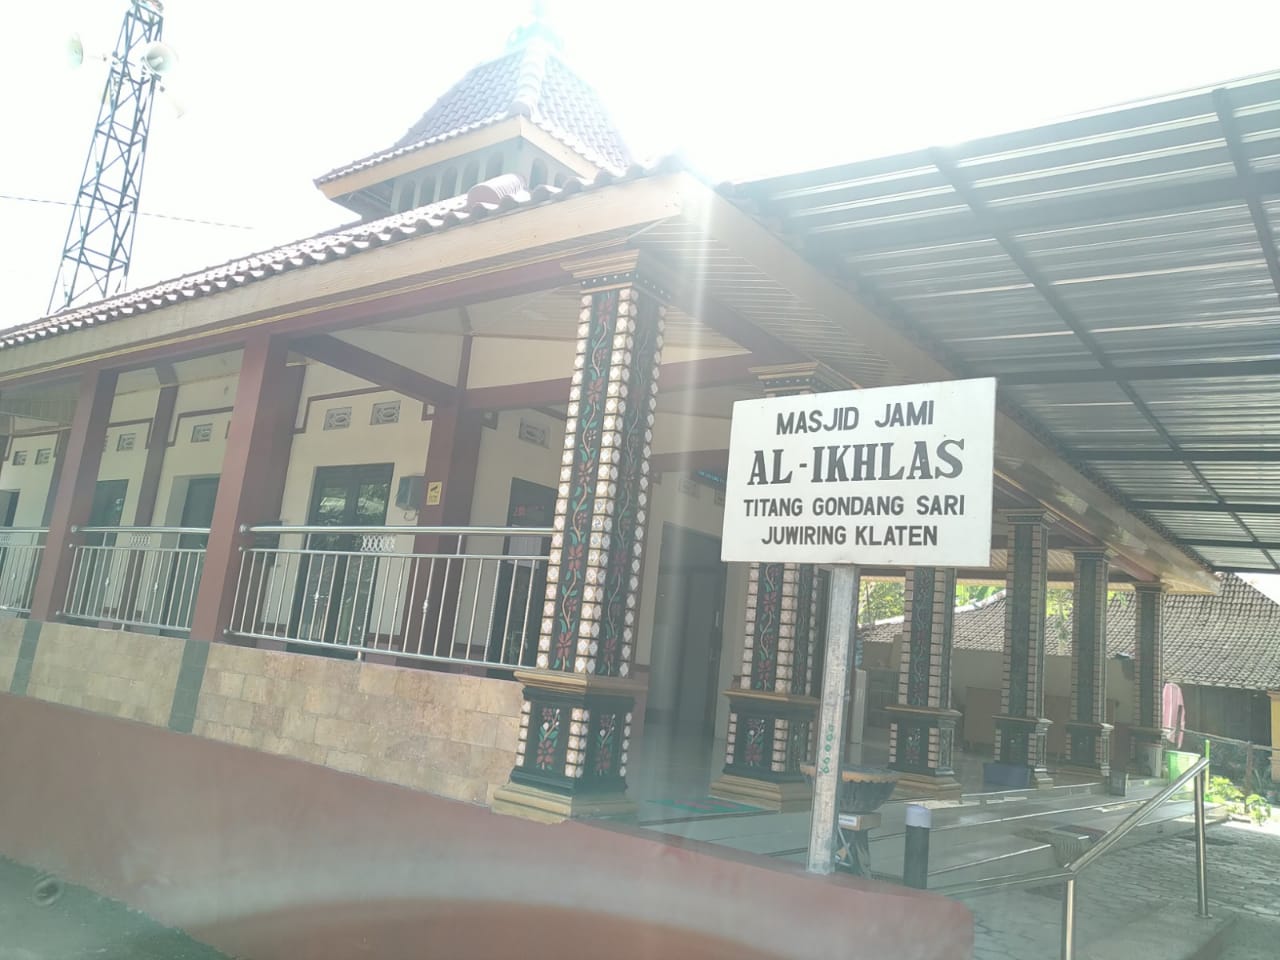 MASJID JAMI
AL-IKHLAS
TITANG GONDANG SARI
JUWIRING KLATEN